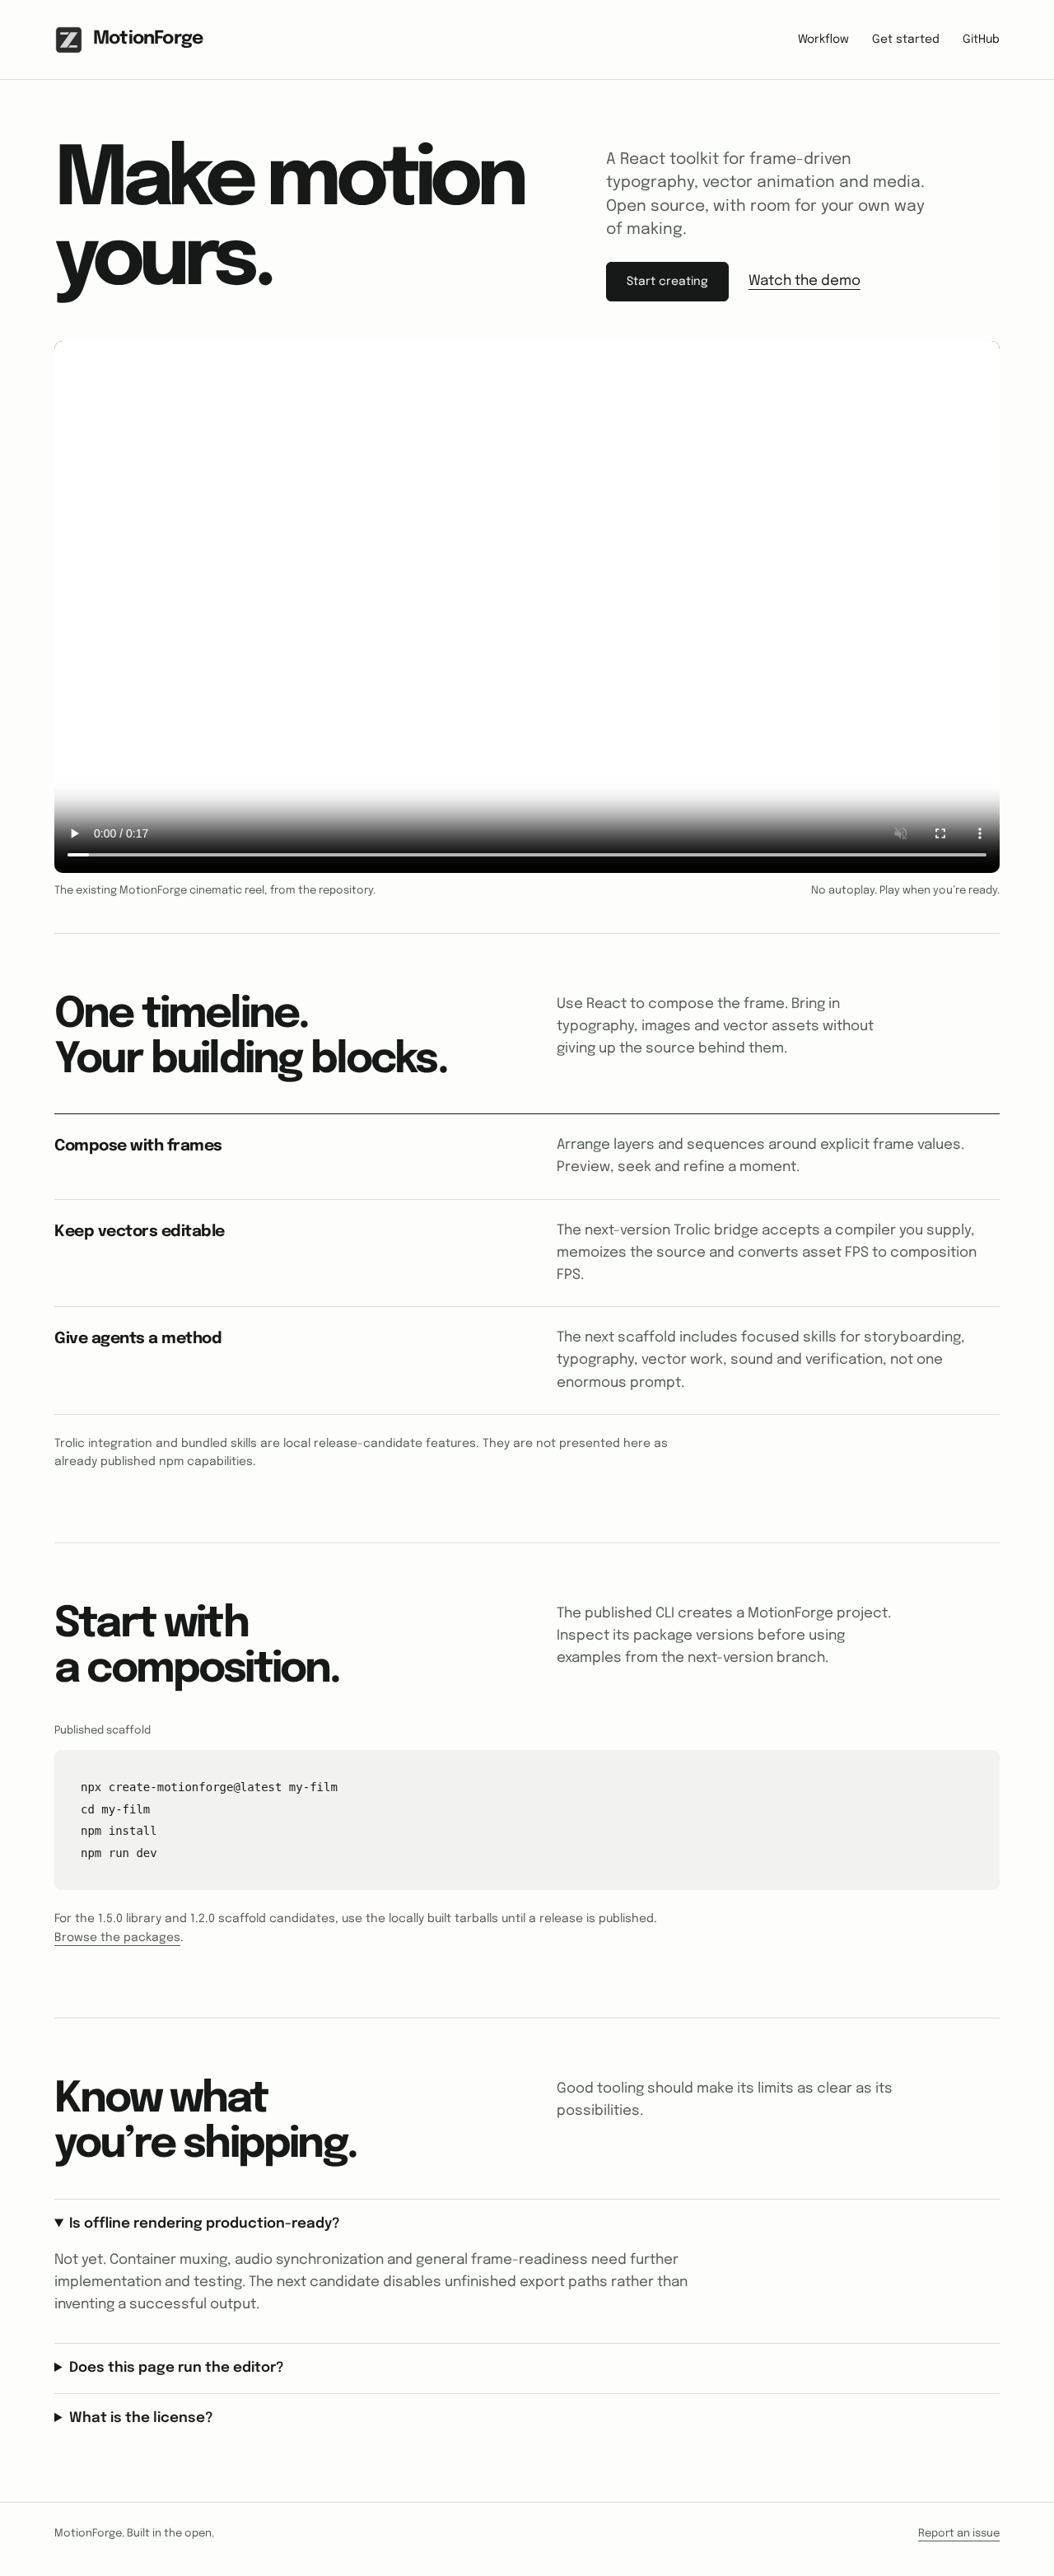 MotionForge
Workflow Get started GitHub
Make motion
yours.
A React toolkit for frame-driven
typography, vector animation and media.
Open source, with room for your own way
of making.
Start creating Watch the demo
0:00 / 0:17
The existing MotionForge cinematic reel, from the repository. No autoplay. Play when you’re ready.
One timeline.
Your building blocks.
Use React to compose the frame. Bring in
typography, images and vector assets without
giving up the source behind them.
Compose with frames
Arrange layers and sequences around explicit frame values.
Preview, seek and refine a moment.
Keep vectors editable
The next-version Trolic bridge accepts a compiler you supply,
memoizes the source and converts asset FPS to composition
FPS.
Give agents a method
The next scaffold includes focused skills for storyboarding,
typography, vector work, sound and verification, not one
enormous prompt.
Trolic integration and bundled skills are local release-candidate features. They are not presented here as
already published npm capabilities.
Start with
a composition.
The published CLI creates a MotionForge project.
Inspect its package versions before using
examples from the next-version branch.
Published scaffold
npx create-motionforge@latest my-film
cd my-film
npm install
npm run dev
For the 1.5.0 library and 1.2.0 scaffold candidates, use the locally built tarballs until a release is published.
Browse the packages.
Know what
you’re shipping.
Good tooling should make its limits as clear as its
possibilities.
Is offline rendering production-ready?
Not yet. Container muxing, audio synchronization and general frame-readiness need further
implementation and testing. The next candidate disables unfinished export paths rather than
inventing a successful output.
Does this page run the editor?
What is the license?
MotionForge. Built in the open. Report an issue